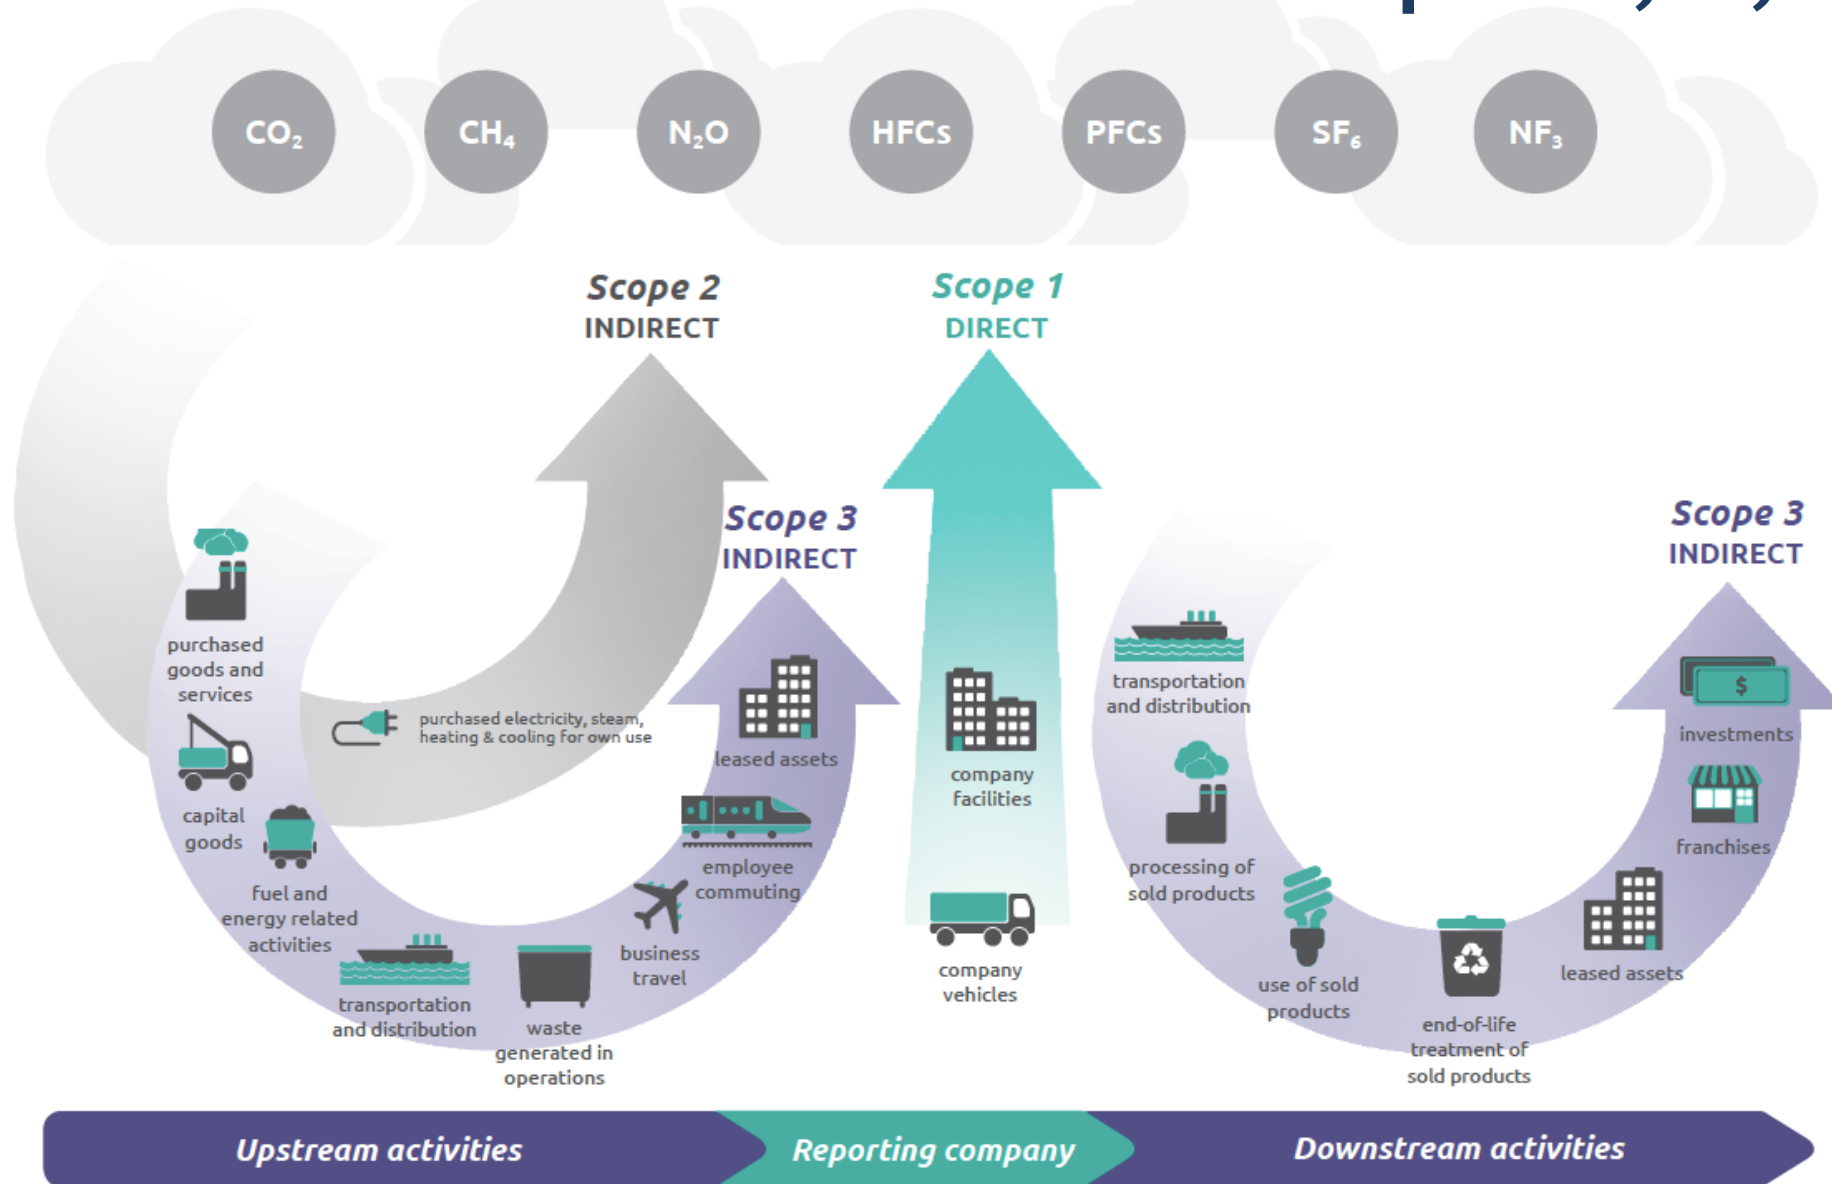 CO₂
CH₄
N₂O
HFCs
PFCs
SF₆
NF₃
Scope 2
INDIRECT
Scope 1
DIRECT
Scope 3
INDIRECT
Scope 3
INDIRECT
purchased
goods and
services
capital
goods
fuel and
energy related
activities
transportation
and distribution
waste
generated in
operations
business
travel
employee
commuting
leased assets
purchased electricity, steam,
heating & cooling for own use
company
facilities
company
vehicles
transportation
and distribution
processing of
sold products
use of sold
products
end-of-life
treatment of
sold products
leased assets
franchises
$
investments
Upstream activities
Reporting company
Downstream activities